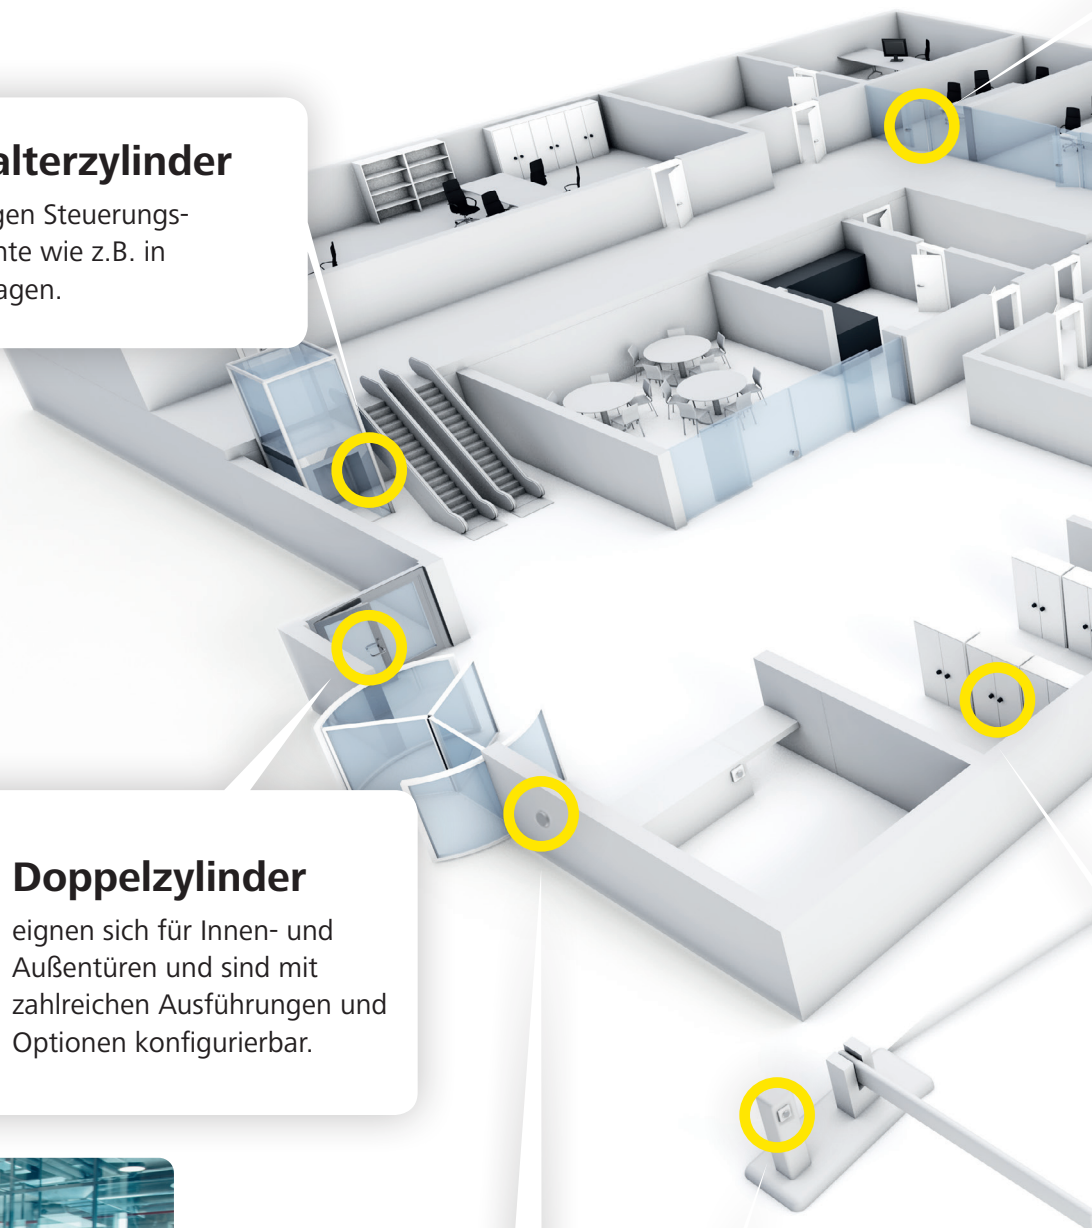 alterzylinder
gen Steuerungs-
nte wie z.B. in
agen.
Doppelzylinder
eignen sich für Innen- und
Außentüren und sind mit
zahlreichen Ausführungen und
Optionen konfigurierbar.